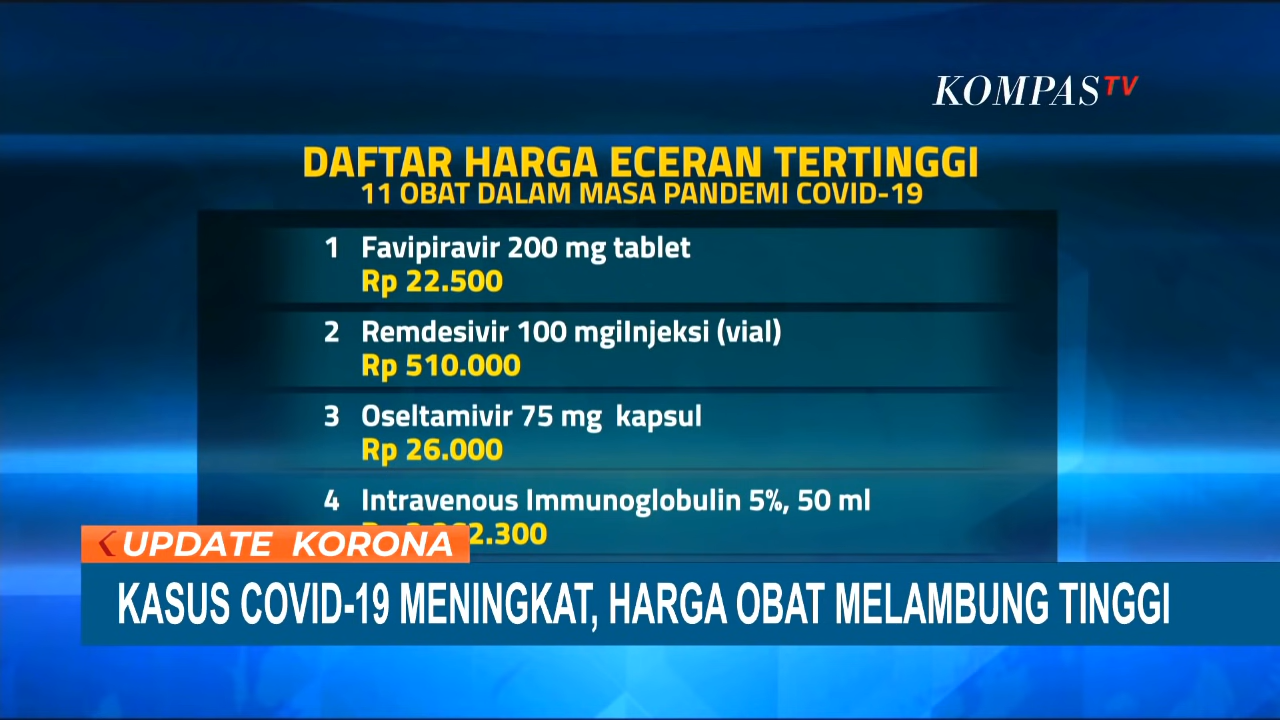 KOMPAS TV
DAFTAR HARGA ECERAN TERTINGGI
11 OBAT DALAM MASA PANDEMI COVID-19
1 Favipiravir 200 mg tablet
Rp 22.500
2 Remdesivir 100 mgiInjeksi (vial)
Rp 510.000
3 Oseltamivir 75 mg kapsul
Rp 26.000
4 Intravenous Immunoglobulin 5%, 50 ml
UPDATE KORONA
KASUS COVID-19 MENINGKAT, HARGA OBAT MELAMBUNG TINGGI